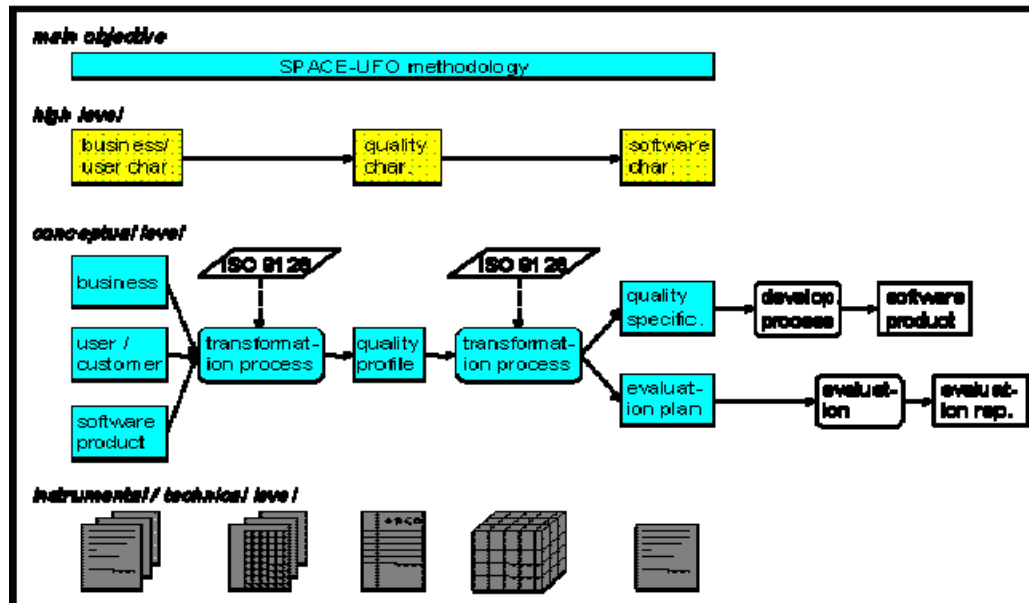 main objective
SPACE-UFO methodology
high level
business/
user char.
quality
char.
software
char.
conceptual level
ISO 9126
ISO 9126
business
user /
customer
software
product
transformat-
ion process
quality
profile
transformat-
ion process
quality
specific.
develop.
process
software
product
evaluat-
ion plan
evaluat-
ion
evaluat-
ion rep.
instrumental / technical level